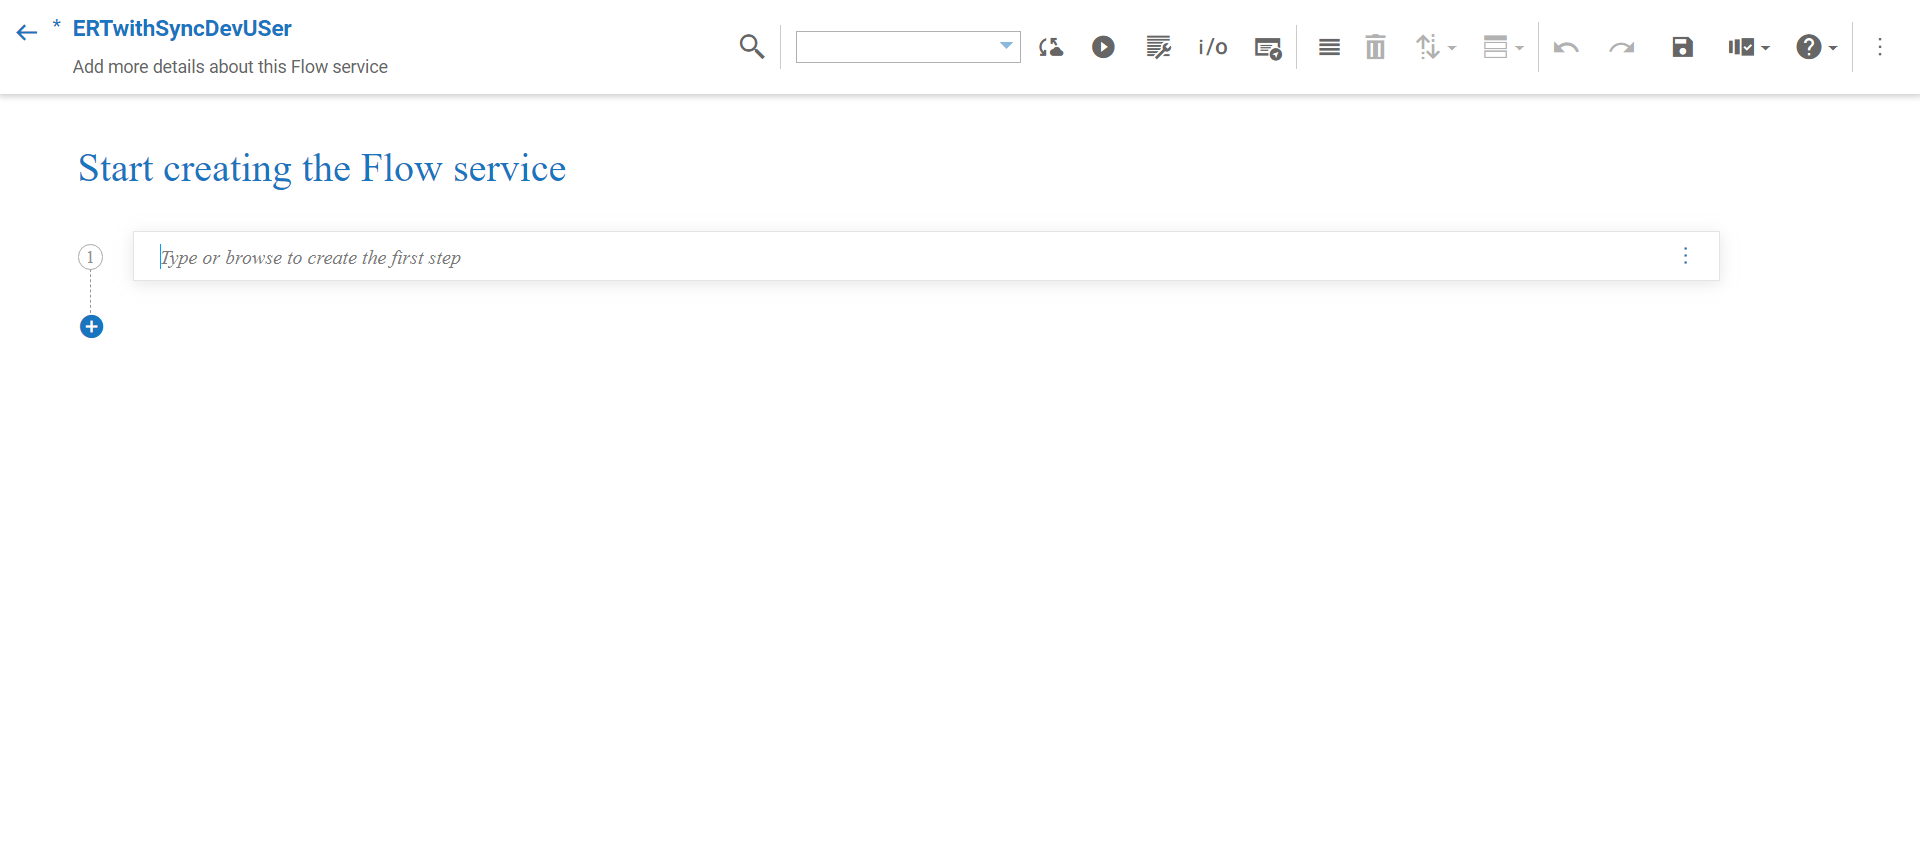 * ERTwithSyncDevUSer
Add more details about this Flow service
i/o
Start creating the Flow service
1
Type or browse to create the first step